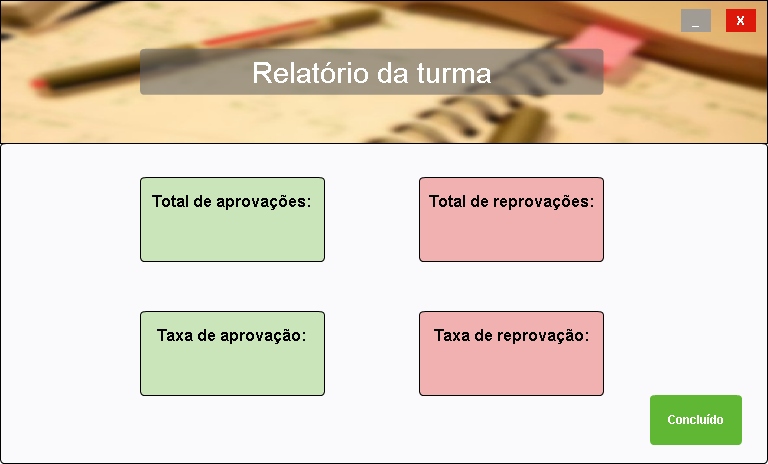 _ X
Relatório da turma
Total de aprovações: Total de reprovações:
Taxa de aprovação: Taxa de reprovação:
Concluído